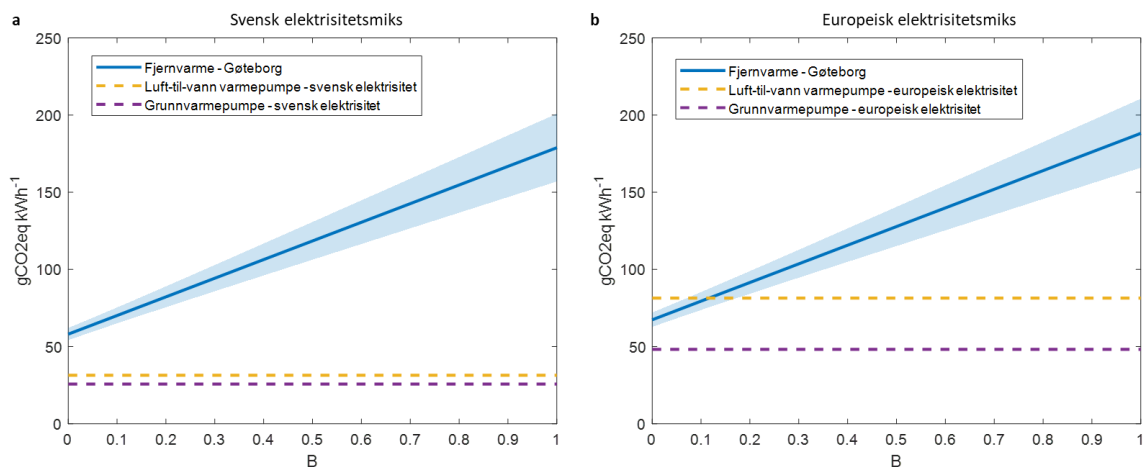 a
Svensk elektrisitetsmiks
250
200
150
100
50
0
gCO2eq kWh-1
Fjernvarme - Gøteborg
Luft-til-vann varmepumpe - svensk elektrisitet
Grunnvarmepumpe - svensk elektrisitet
0 0.1 0.2 0.3 0.4 0.5 0.6 0.7 0.8 0.9 1
B
b
Europeisk elektrisitetsmiks
250
200
150
100
50
0
gCO2eq kWh-1
Fjernvarme - Gøteborg
Luft-til-vann varmepumpe - europeisk elektrisitet
Grunnvarmepumpe - europeisk elektrisitet
0 0.1 0.2 0.3 0.4 0.5 0.6 0.7 0.8 0.9 1
B